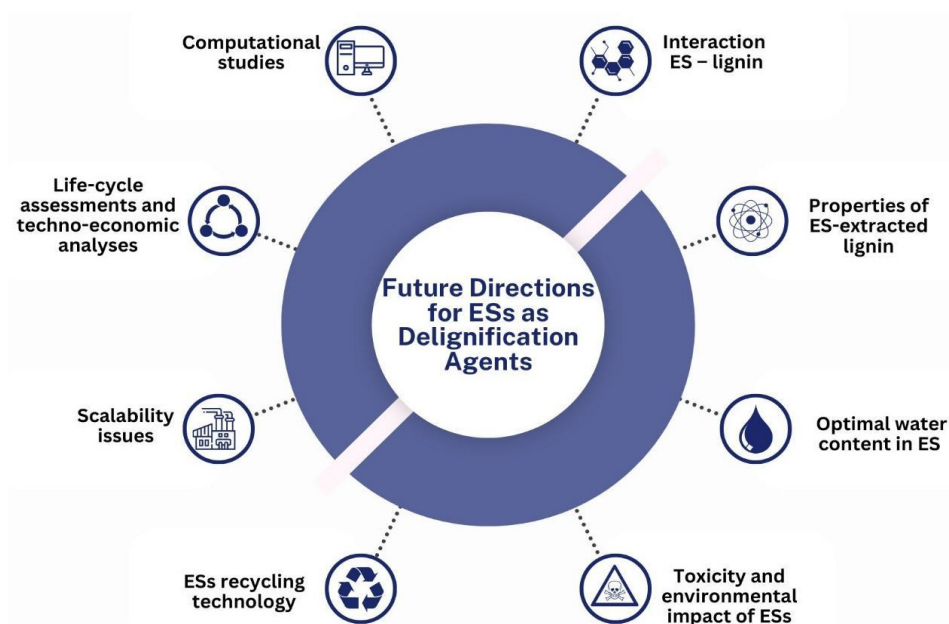 Computational
studies
Interaction
ES – lignin
Life-cycle
assessments and
techno-economic
analyses
Properties of
ES-extracted
lignin
Future Directions
for ESs as
Delignification
Agents
Scalability
issues
Optimal water
content in ES
ESs recycling
technology
Toxicity and
environmental
impact of ESs